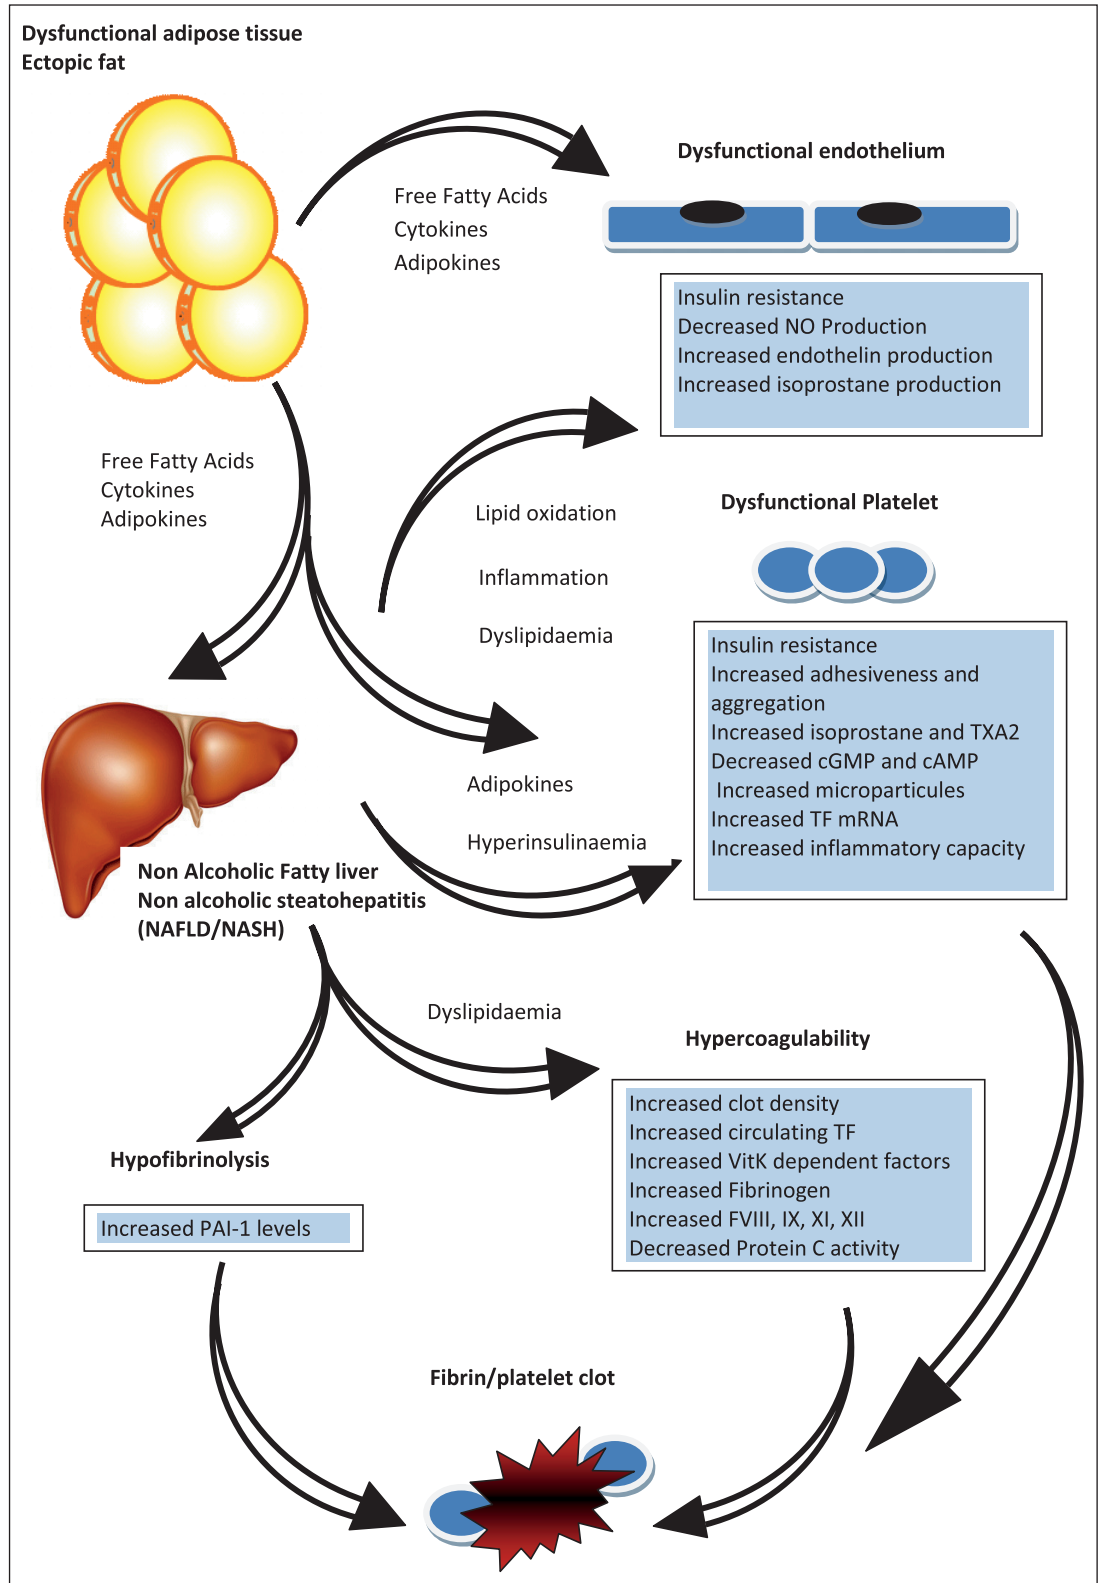 Dysfunctional adipose tissue
Ectopic fat
Dysfunctional endothelium
Free Fatty Acids
Cytokines
Adipokines
Insulin resistance
Decreased NO Production
Increased endothelin production
Increased isoprostane production
Free Fatty Acids
Cytokines
Adipokines
Lipid oxidation
Inflammation
Dyslipidaemia
Dysfunctional Platelet
Insulin resistance
Increased adhesiveness and
aggregation
Increased isoprostane and TXA2
Decreased cGMP and cAMP
Increased microparticules
Increased TF mRNA
Increased inflammatory capacity
Adipokines
Hyperinsulinaemia
Non Alcoholic Fatty liver
Non alcoholic steatohepatitis
(NAFLD/NASH)
Dyslipidaemia
Hypercoagulability
Increased clot density
Increased circulating TF
Increased VitK dependent factors
Increased Fibrinogen
Increased FVIII, IX, XI, XII
Decreased Protein C activity
Hypofibrinolysis
Increased PAI-1 levels
Fibrin/platelet clot